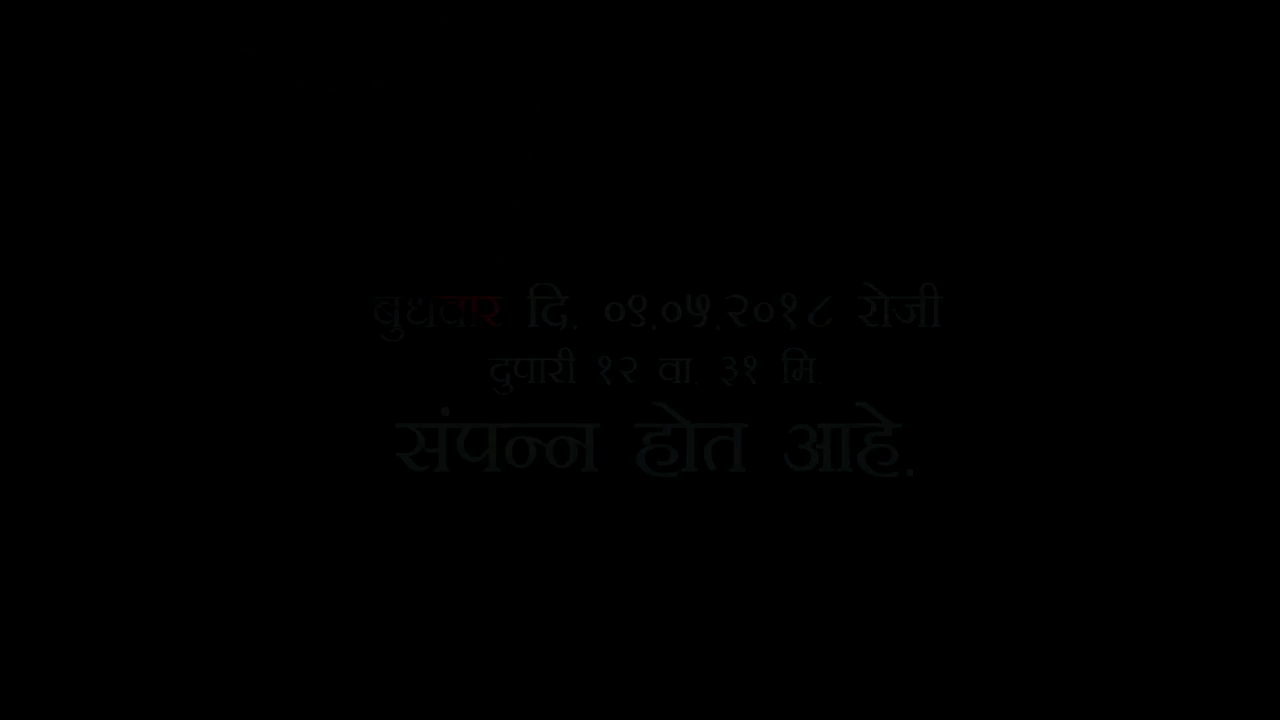 बुधवार दि. ०९.०५.२०१८ रोजी
दुपारी १२ वा. ३१ मि.
संपन्न होत आहे.